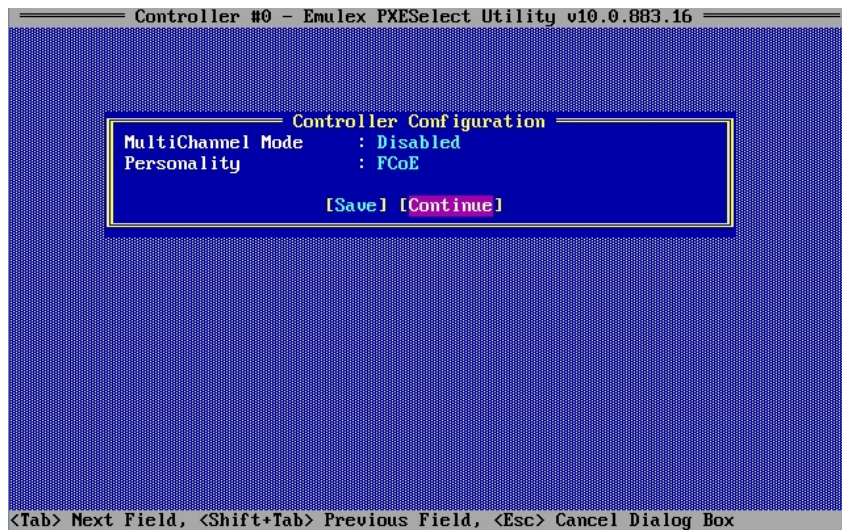 Controller #0 - Emulex PXESelect Utility v10.0.883.16
Controller Configuration
MultiChannel Mode : Disabled
Personality : FCoE
[Save] [Continue]
<Tab> Next Field, <Shift+Tab> Previous Field, <Esc> Cancel Dialog Box